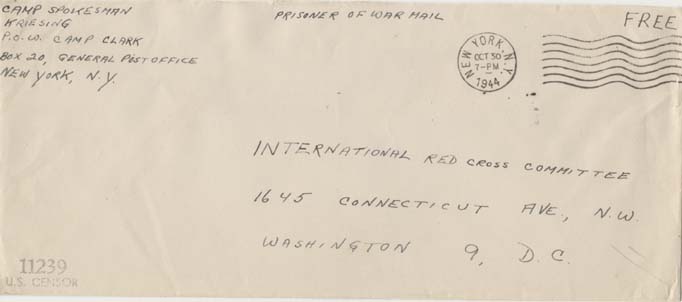 CAMP SPOKESMAN
KRIESING
P.O.W. CAMP CLARK
BOX 20, GENERAL POST OFFICE
NEW YORK, N.Y.
PRISONER OF WAR MAIL
FREE
NEW YORK, N.Y.
OCT 30
7-PM
1944
INTERNATIONAL RED CROSS COMMITTEE
1645 CONNECTICUT AVE, N.W.
WASHINGTON 9, D.C.
11239
U.S. CENSOR